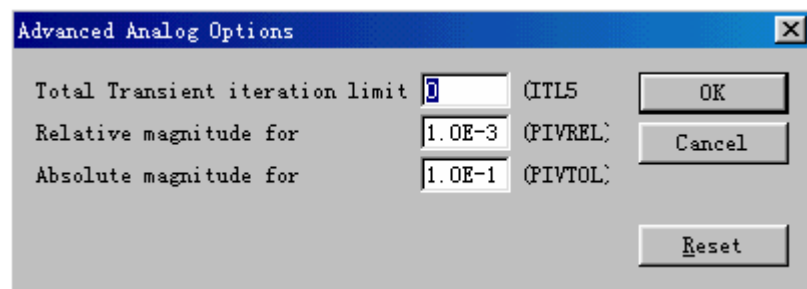 Advanced Analog Options
Total Transient iteration limit 0 (ITL5
Relative magnitude for 1.0E-3 (PIVREL)
Absolute magnitude for 1.0E-1 (PIVTOL)
OK
Cancel
Reset